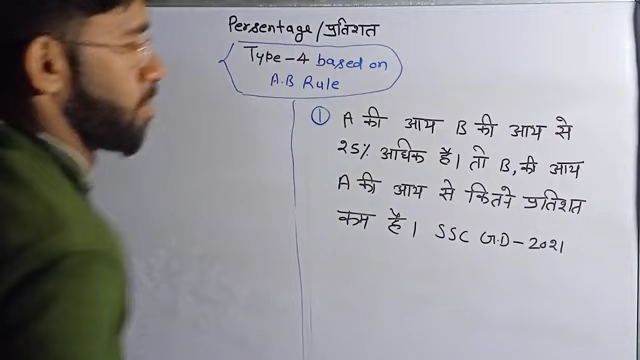 Persentage/प्रतिशत
Type-4 based on
A.B Rule
① A की आय B की आय से
25% अधिक है। तो B, की आय
A की आय से कितने प्रतिशत
कम है। SSC G.D-2021